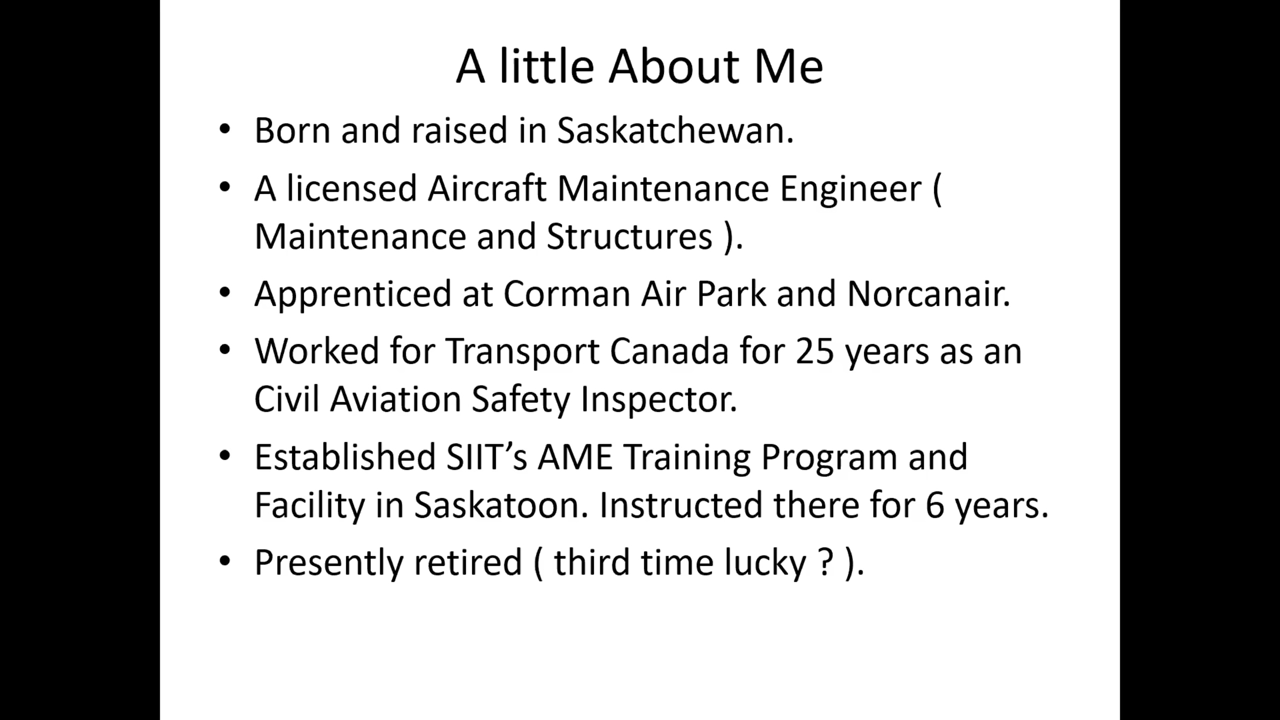 A little About Me
• Born and raised in Saskatchewan.
• A licensed Aircraft Maintenance Engineer (
Maintenance and Structures ).
• Apprenticed at Corman Air Park and Norcanair.
• Worked for Transport Canada for 25 years as an
Civil Aviation Safety Inspector.
• Established SIIT’s AME Training Program and
Facility in Saskatoon. Instructed there for 6 years.
• Presently retired ( third time lucky ? ).